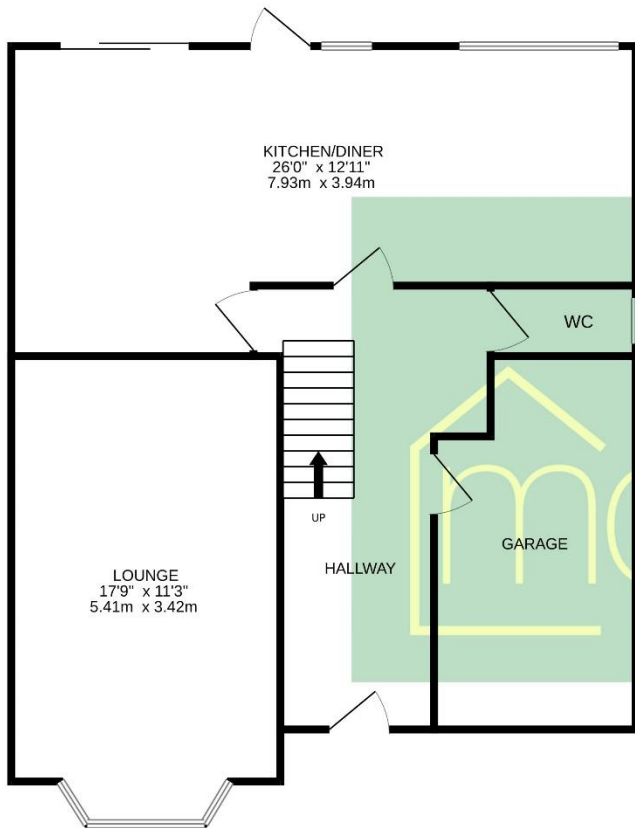 KITCHEN/DINER
26'0" x 12'11"
7.93m x 3.94m
WC
UP
HALLWAY
GARAGE
LOUNGE
17'9" x 11'3"
5.41m x 3.42m